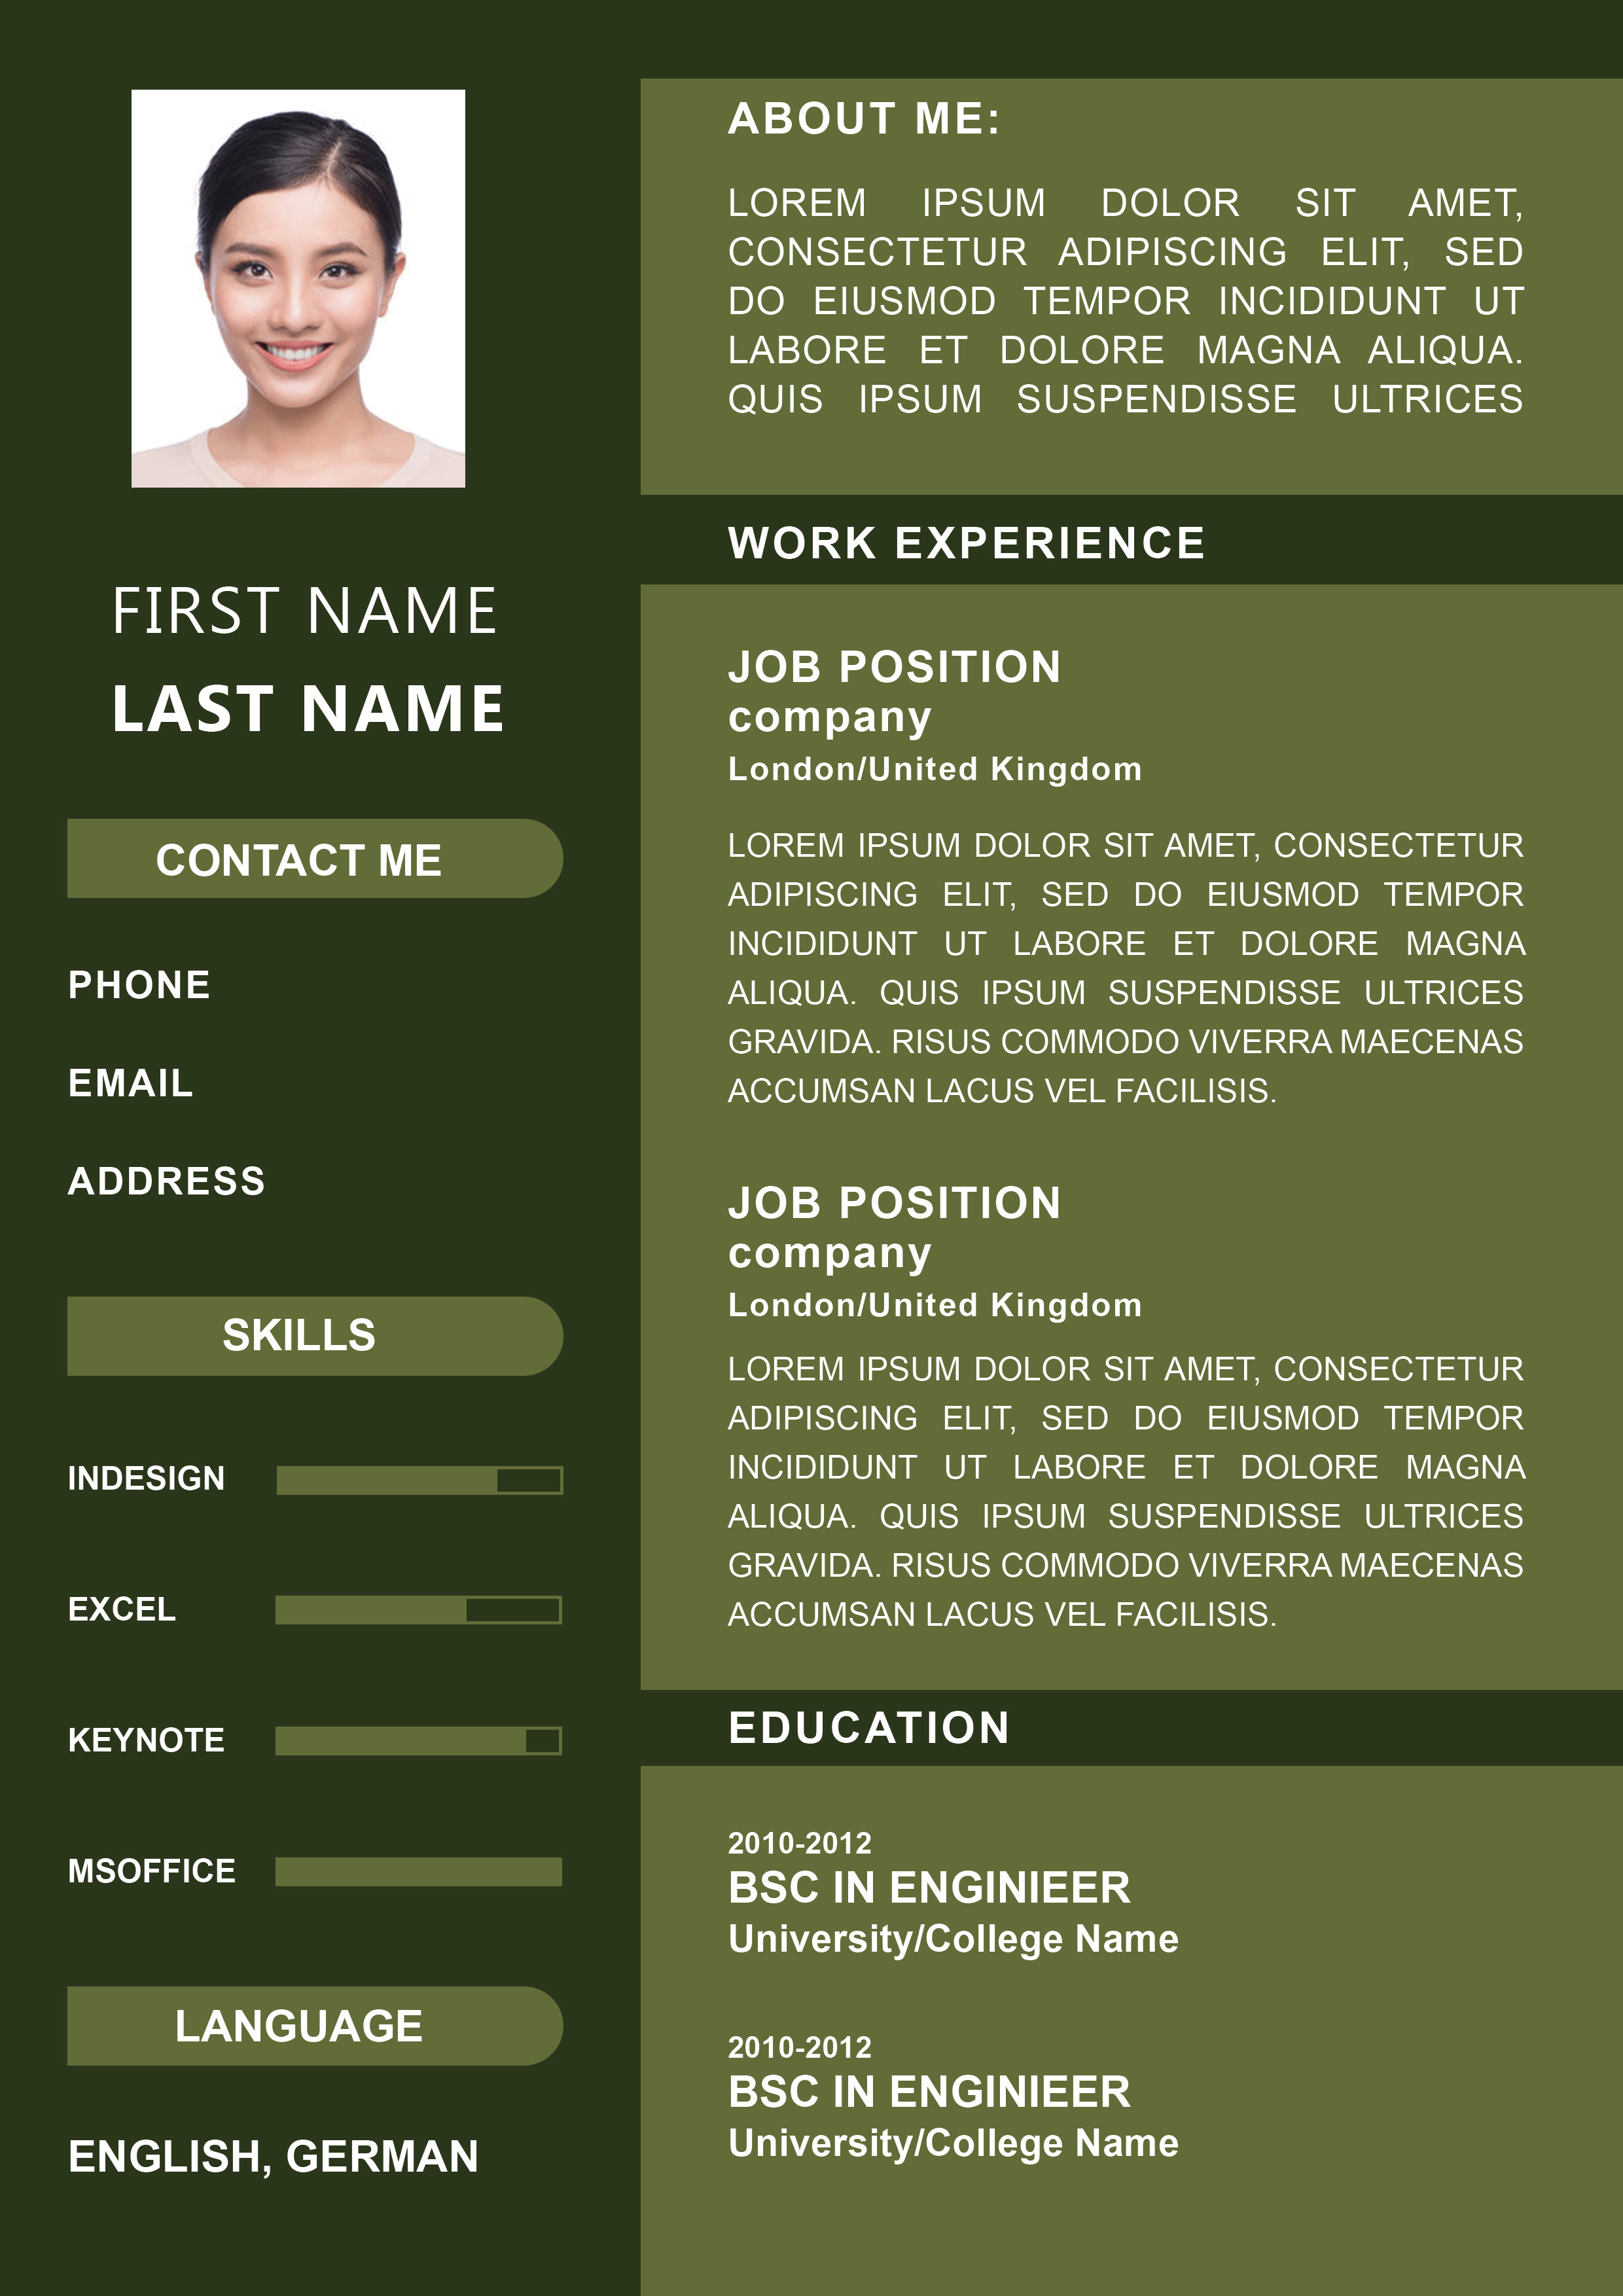 FIRST NAME
LAST NAME
CONTACT ME
PHONE
EMAIL
ADDRESS
SKILLS
INDESIGN
EXCEL
KEYNOTE
MSOFFICE
LANGUAGE
ENGLISH, GERMAN
ABOUT ME:
LOREM IPSUM DOLOR SIT AMET,
CONSECTETUR ADIPISCING ELIT, SED
DO EIUSMOD TEMPOR INCIDIDUNT UT
LABORE ET DOLORE MAGNA ALIQUA.
QUIS IPSUM SUSPENDISSE ULTRICES
WORK EXPERIENCE
JOB POSITION
company
London/United Kingdom
LOREM IPSUM DOLOR SIT AMET, CONSECTETUR
ADIPISCING ELIT, SED DO EIUSMOD TEMPOR
INCIDIDUNT UT LABORE ET DOLORE MAGNA
ALIQUA. QUIS IPSUM SUSPENDISSE ULTRICES
GRAVIDA. RISUS COMMODO VIVERRA MAECENAS
ACCUMSAN LACUS VEL FACILISIS.
JOB POSITION
company
London/United Kingdom
LOREM IPSUM DOLOR SIT AMET, CONSECTETUR
ADIPISCING ELIT, SED DO EIUSMOD TEMPOR
INCIDIDUNT UT LABORE ET DOLORE MAGNA
ALIQUA. QUIS IPSUM SUSPENDISSE ULTRICES
GRAVIDA. RISUS COMMODO VIVERRA MAECENAS
ACCUMSAN LACUS VEL FACILISIS.
EDUCATION
2010-2012
BSC IN ENGINIEER
University/College Name
2010-2012
BSC IN ENGINIEER
University/College Name